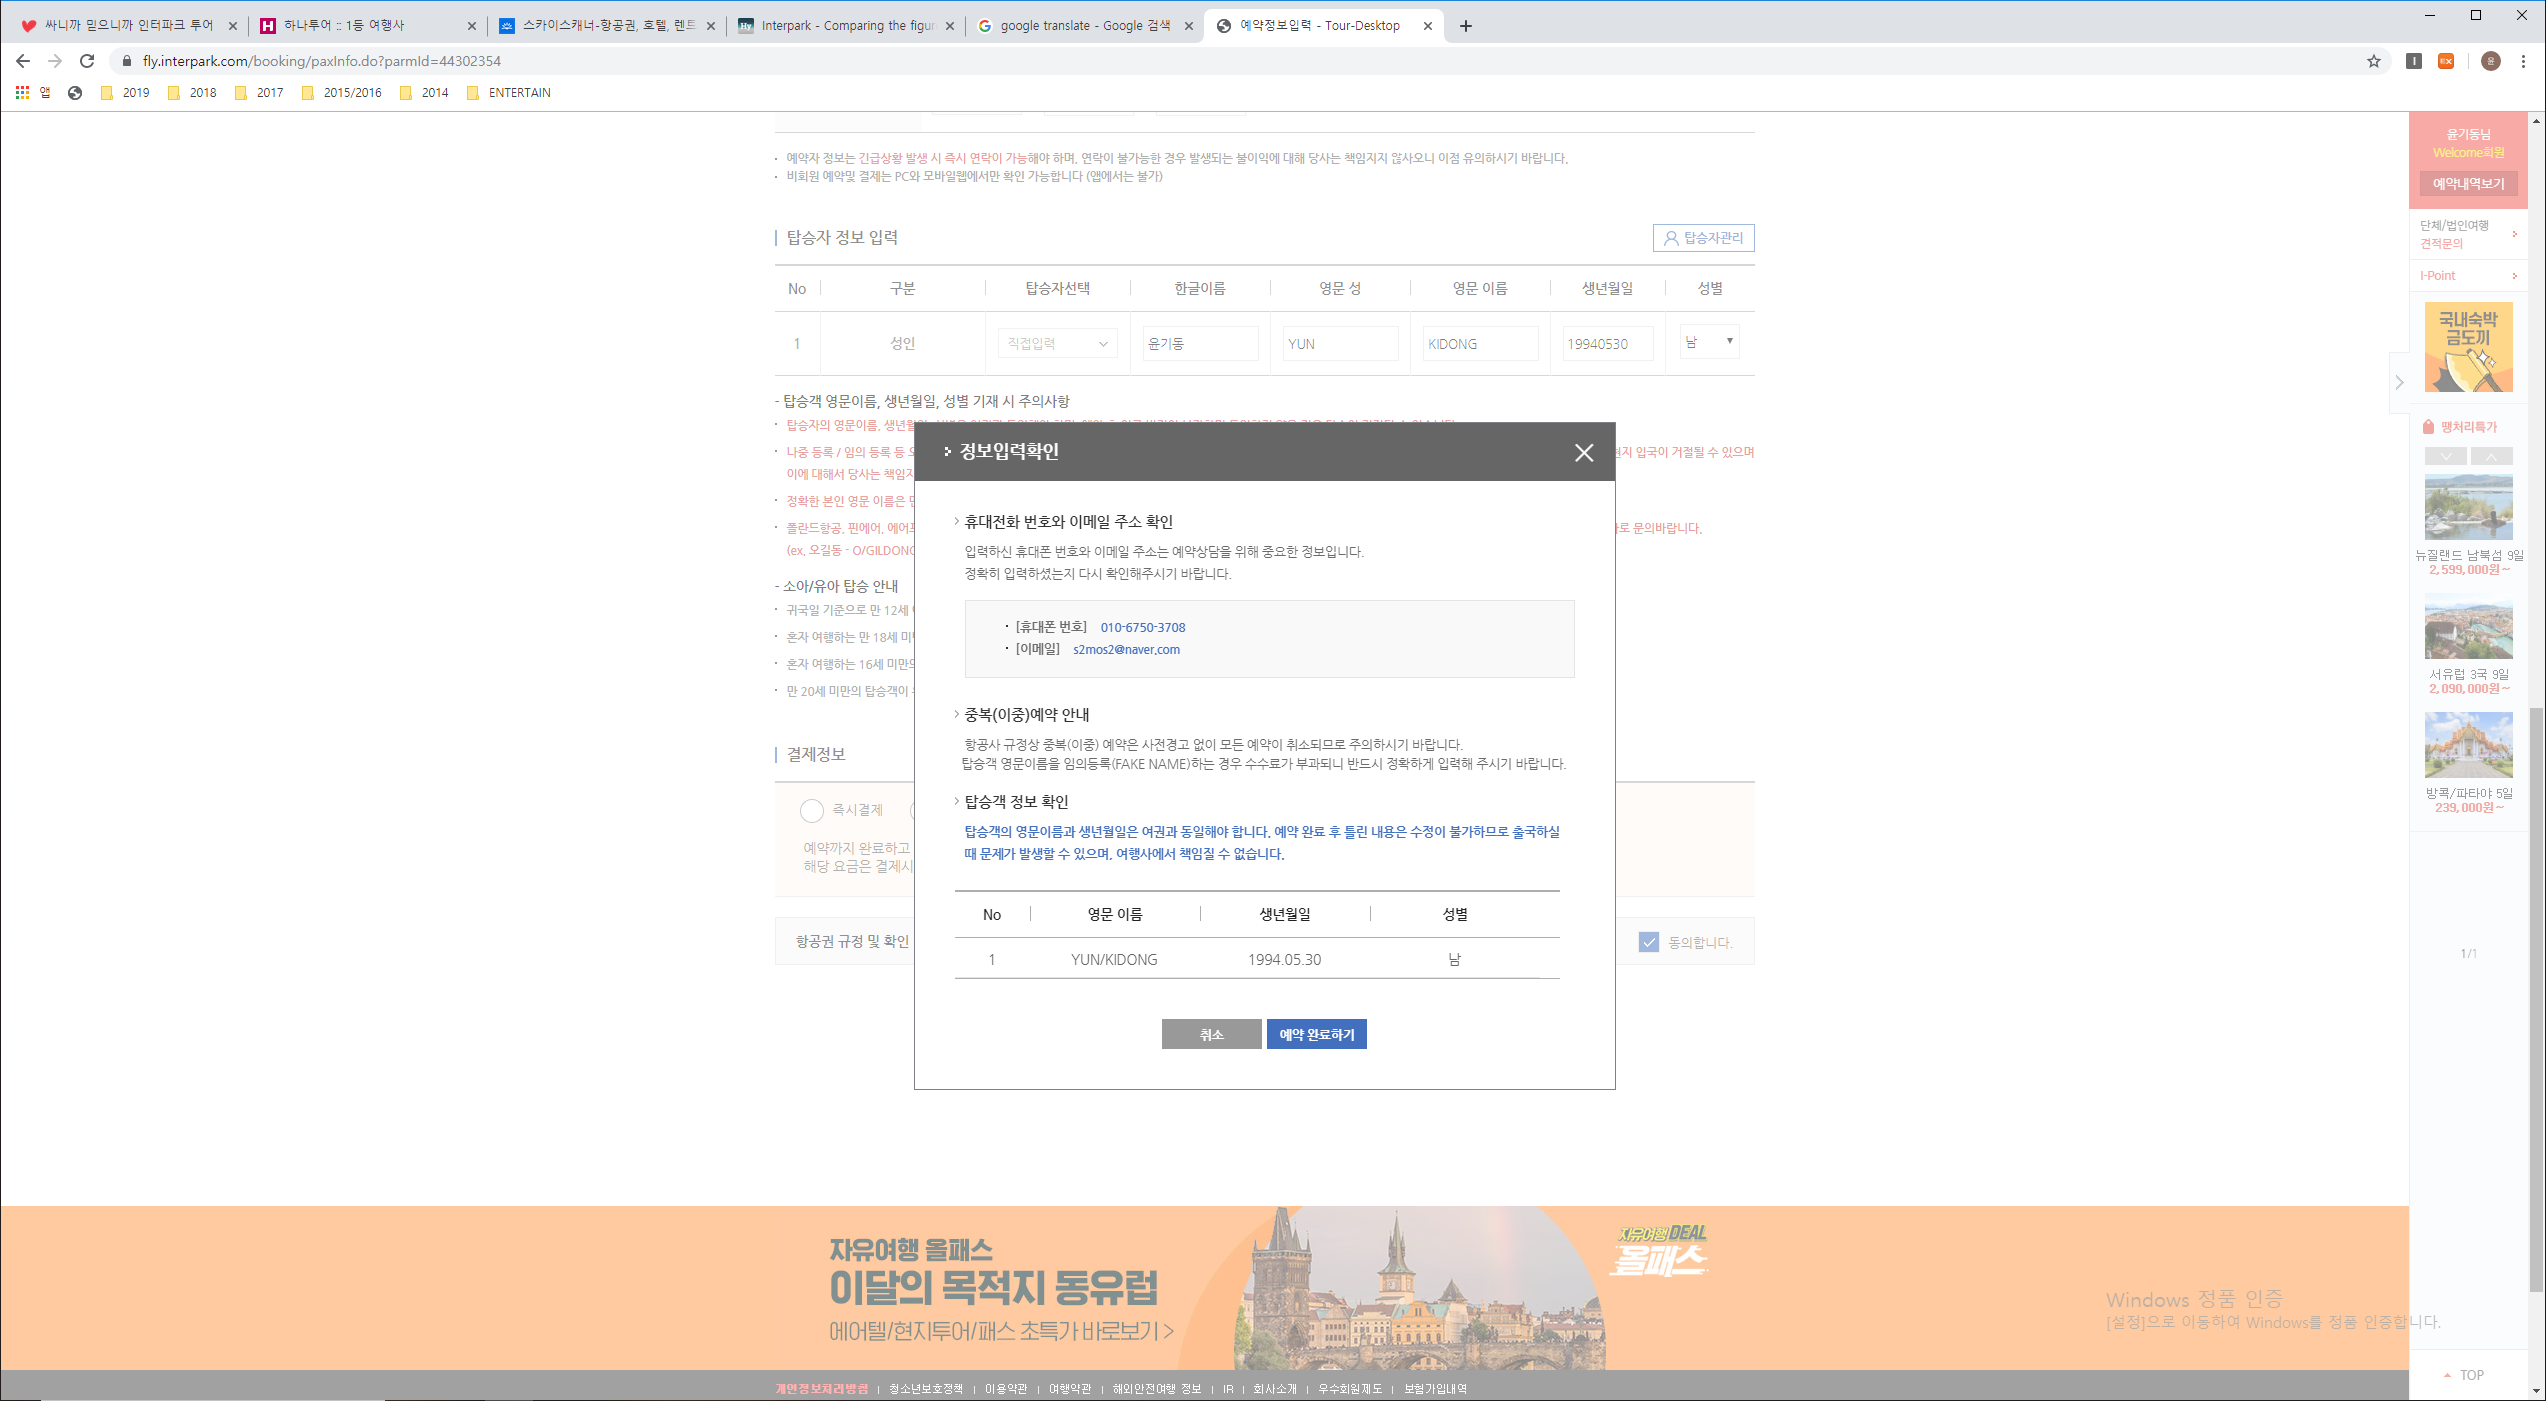 싸니까 믿으니까 인터파크 투어
하나투어 :: 1등 여행사
스카이스캐너-항공권, 호텔, 렌트
Interpark - Comparing the figur
google translate - Google 검색
예약정보입력 - Tour-Desktop
fly.interpark.com/booking/paxInfo.do?parmId=44302354
앱 2019 2018 2017 2015/2016 2014 ENTERTAIN
· 예약자 정보는 긴급상황 발생 시 즉시 연락이 가능해야 하며, 연락이 불가능한 경우 발생되는 불이익에 대해 당사는 책임지지 않사오니 이점 유의하시기 바랍니다.
· 비회원 예약및 결제는 PC와 모바일웹에서만 확인 가능합니다 (앱에서는 불가)
탑승자 정보 입력
탑승자관리
No 구분 탑승자선택 한글이름 영문 성 영문 이름 생년월일 성별
1 성인 직접입력 윤기동 YUN KIDONG 19940530 남
- 탑승객 영문이름, 생년월일, 성별 기재 시 주의사항
· 탑승자의 영문이름, 생년월
· 나중 등록 / 임의 등록 등
현지 입국이 거절될 수 있으며
이에 대해서 당사는 책임지
· 정확한 본인 영문 이름은
· 폴란드항공, 핀에어, 에어프
로 문의바랍니다.
(ex, 오길동 - O/GILDONG
- 소아/유아 탑승 안내
· 귀국일 기준으로 만 12세
· 혼자 여행하는 만 18세 미만
· 혼자 여행하는 16세 미만의
· 만 20세 미만의 탑승객이
결제정보
즉시결제
예약까지 완료하고
해당 요금은 결제시
항공권 규정 및 확인
동의합니다.
정보입력확인
휴대전화 번호와 이메일 주소 확인
입력하신 휴대폰 번호와 이메일 주소는 예약상담을 위해 중요한 정보입니다.
정확히 입력하셨는지 다시 확인해주시기 바랍니다.
· [휴대폰 번호] 010-6750-3708
· [이메일] s2mos2@naver.com
중복(이중)예약 안내
항공사 규정상 중복(이중) 예약은 사전경고 없이 모든 예약이 취소되므로 주의하시기 바랍니다.
탑승객 영문이름을 임의등록(FAKE NAME)하는 경우 수수료가 부과되니 반드시 정확하게 입력해 주시기 바랍니다.
탑승객 정보 확인
탑승객의 영문이름과 생년월일은 여권과 동일해야 합니다. 예약 완료 후 틀린 내용은 수정이 불가하므로 출국하실
때 문제가 발생할 수 있으며, 여행사에서 책임질 수 없습니다.
No 영문 이름 생년월일 성별
1 YUN/KIDONG 1994.05.30 남
취소
예약 완료하기
윤기동님
Welcome회원
예약내역보기
단체/법인여행
견적문의
I-Point
국내숙박
금도끼
땡처리특가
뉴질랜드 남북섬 9일
2,599,000원~
서유럽 3국 9일
2,090,000원~
방콕/파타야 5일
239,000원~
1/1
자유여행 올패스
이달의 목적지 동유럽
에어텔/현지투어/패스 초특가 바로보기 >
자유여행DEAL
올패스
Windows 정품 인증
[설정]으로 이동하여 Windows를 정품 인증합니다.
TOP
개인정보처리방침 | 청소년보호정책 | 이용약관 | 여행약관 | 해외안전여행 정보 | IR | 회사소개 | 우수회원제도 | 보험가입내역